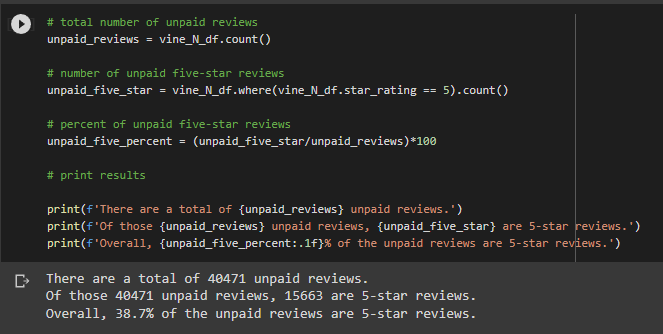 # total number of unpaid reviews
unpaid_reviews = vine_N_df.count()
# number of unpaid five-star reviews
unpaid_five_star = vine_N_df.where(vine_N_df.star_rating == 5).count()
# percent of unpaid five-star reviews
unpaid_five_percent = (unpaid_five_star/unpaid_reviews)*100
# print results
print(f'There are a total of {unpaid_reviews} unpaid reviews.')
print(f'Of those {unpaid_reviews} unpaid reviews, {unpaid_five_star} are 5-star reviews.')
print(f'Overall, {unpaid_five_percent:.1f}% of the unpaid reviews are 5-star reviews.')
There are a total of 40471 unpaid reviews.
Of those 40471 unpaid reviews, 15663 are 5-star reviews.
Overall, 38.7% of the unpaid reviews are 5-star reviews.